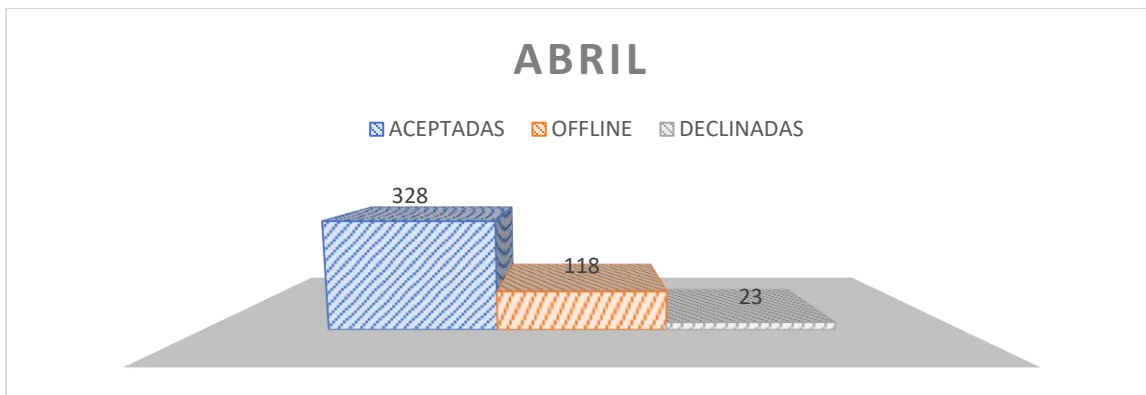 ABRIL
ACEPTADAS OFFLINE DECLINADAS
328
118
23